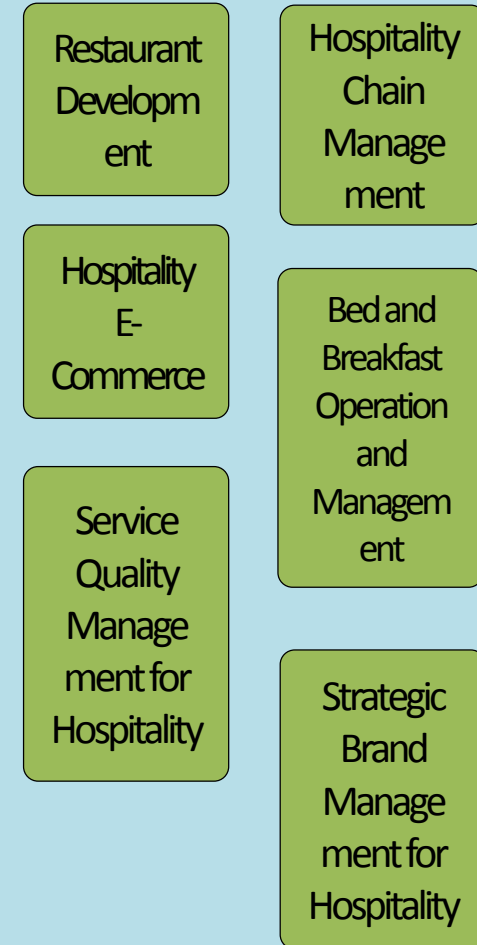 Restaurant
Developm
ent
Hospitality
E-
Commerce
Service
Quality
Manage
ment for
Hospitality
Hospitality
Chain
Manage
ment
Bed and
Breakfast
Operation
and
Managem
ent
Strategic
Brand
Manage
ment for
Hospitality